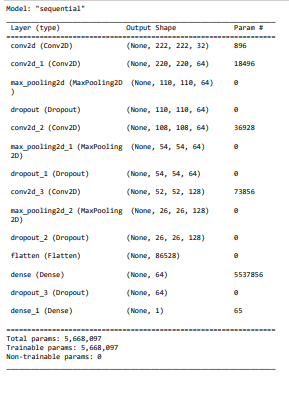 Model: "sequential"
Layer (type) Output Shape Param #
conv2d (Conv2D) (None, 222, 222, 32) 896
conv2d_1 (Conv2D) (None, 220, 220, 64) 18496
max_pooling2d (MaxPooling2D (None, 110, 110, 64) 0
)
dropout (Dropout) (None, 110, 110, 64) 0
conv2d_2 (Conv2D) (None, 108, 108, 64) 36928
max_pooling2d_1 (MaxPooling (None, 54, 54, 64) 0
2D)
dropout_1 (Dropout) (None, 54, 54, 64) 0
conv2d_3 (Conv2D) (None, 52, 52, 128) 73856
max_pooling2d_2 (MaxPooling (None, 26, 26, 128) 0
2D)
dropout_2 (Dropout) (None, 26, 26, 128) 0
flatten (Flatten) (None, 86528) 0
dense (Dense) (None, 64) 5537856
dropout_3 (Dropout) (None, 64) 0
dense_1 (Dense) (None, 1) 65
Total params: 5,668,097
Trainable params: 5,668,097
Non-trainable params: 0